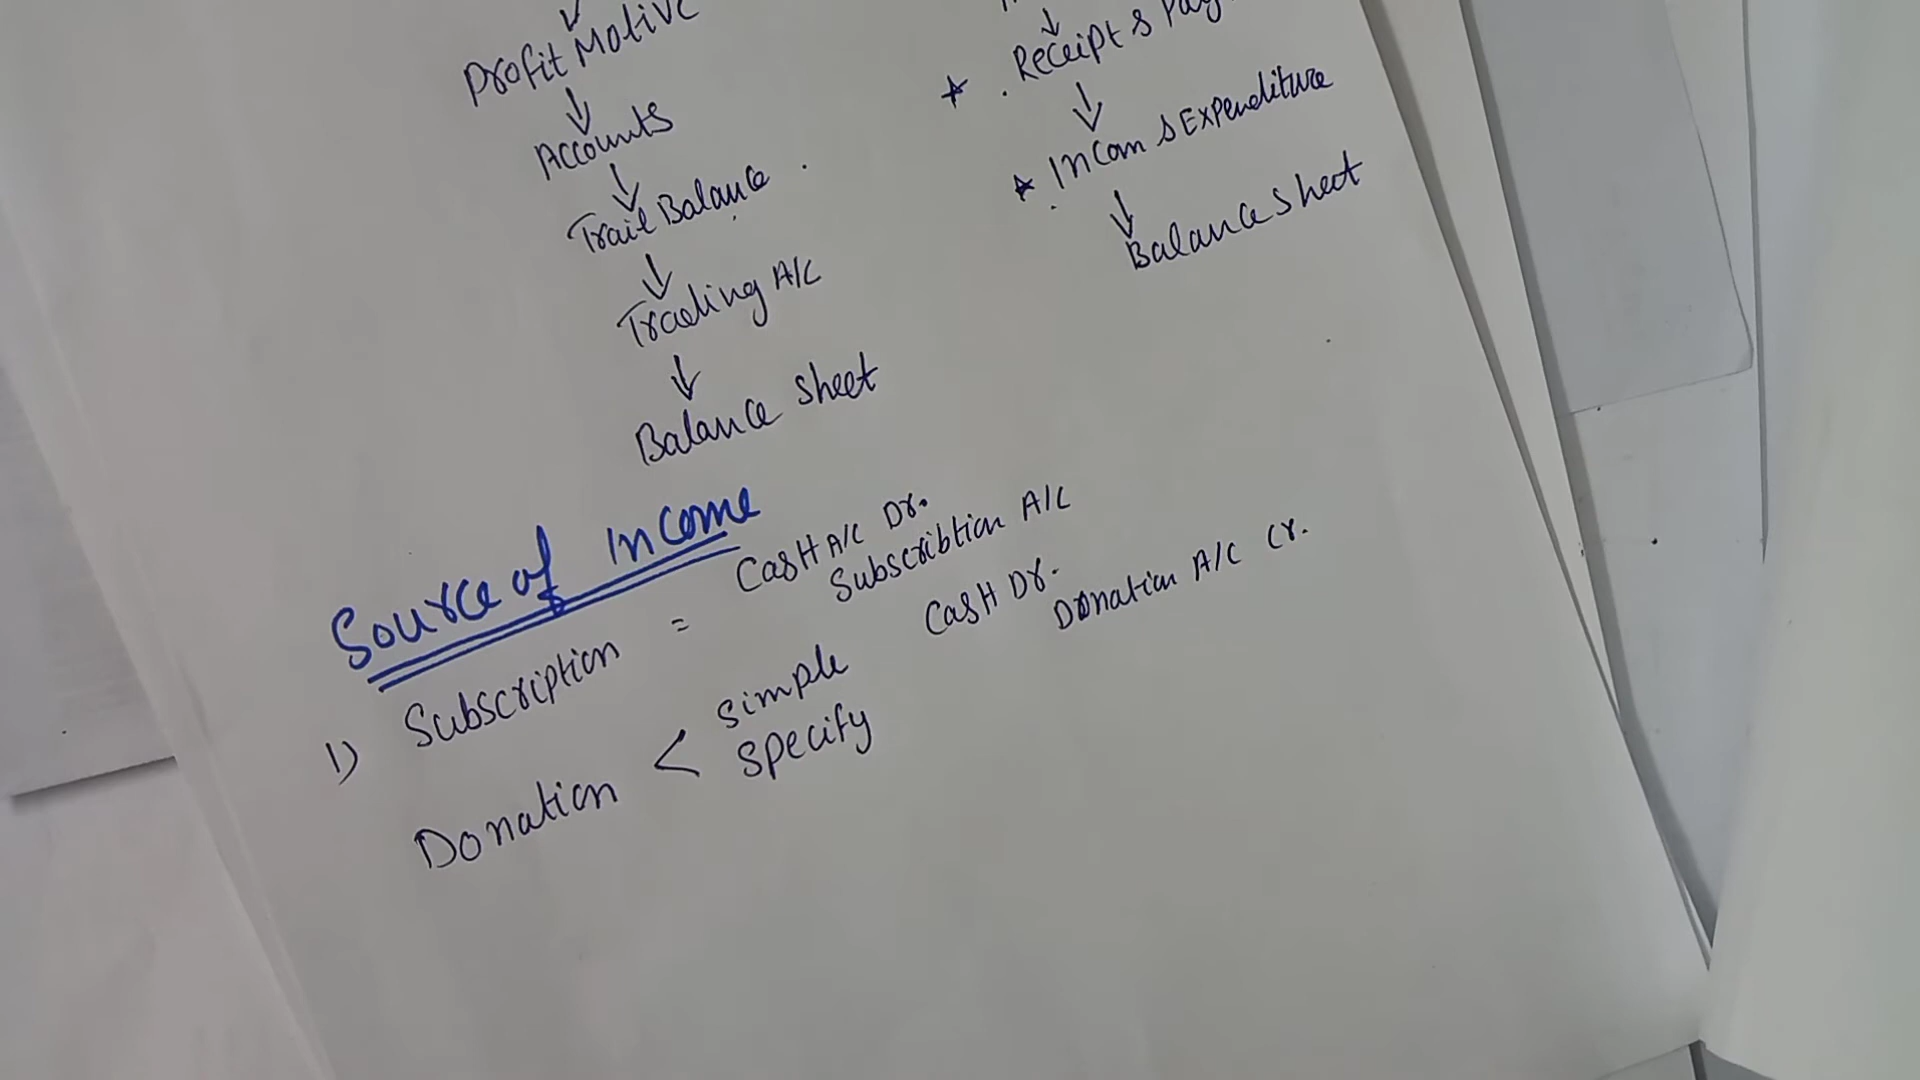 Profit Motive
Accounts
Trail Balance
Trading A/C
Balance Sheet
Receipt &
Incom & Expenditure
Balance sheet
Source of Income
1) Subscription = Cash A/C Dr.
Subscribtion A/C
Donation < simple Cash Dr.
specify Donation A/C Cr.